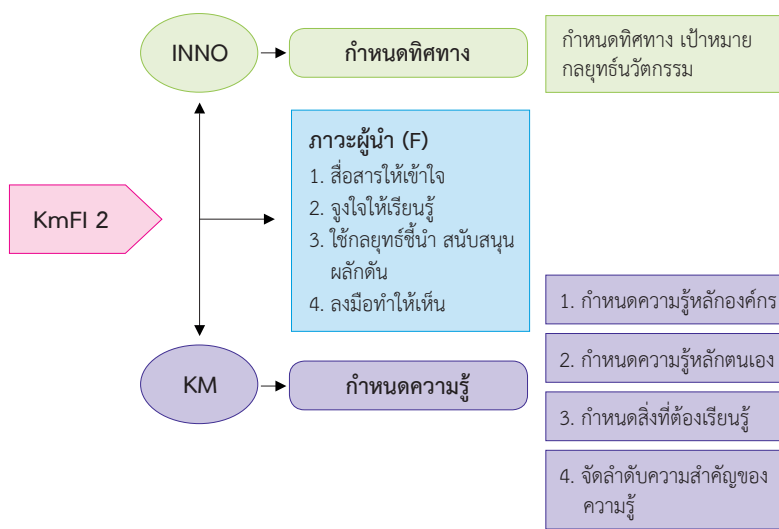 INNO
กำหนดทิศทาง
กำหนดทิศทาง เป้าหมาย
กลยุทธ์นวัตกรรม
KmFI 2
ภาวะผู้นำ (F)
1. สื่อสารให้เข้าใจ
2. จูงใจให้เรียนรู้
3. ใช้กลยุทธ์ชี้นำ สนับสนุน
ผลักดัน
4. ลงมือทำให้เห็น
KM
กำหนดความรู้
1. กำหนดความรู้หลักองค์กร
2. กำหนดความรู้หลักตนเอง
3. กำหนดสิ่งที่ต้องเรียนรู้
4. จัดลำดับความสำคัญของ
ความรู้